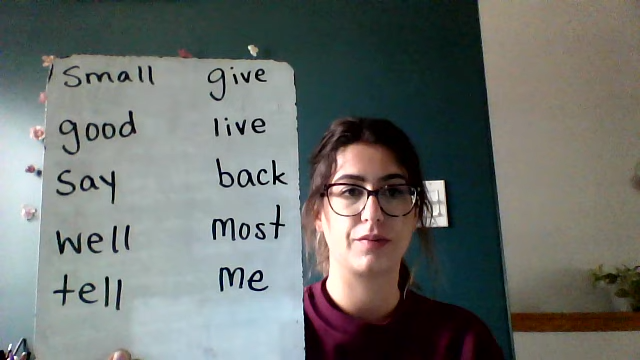 small give
good live
say back
well most
tell me